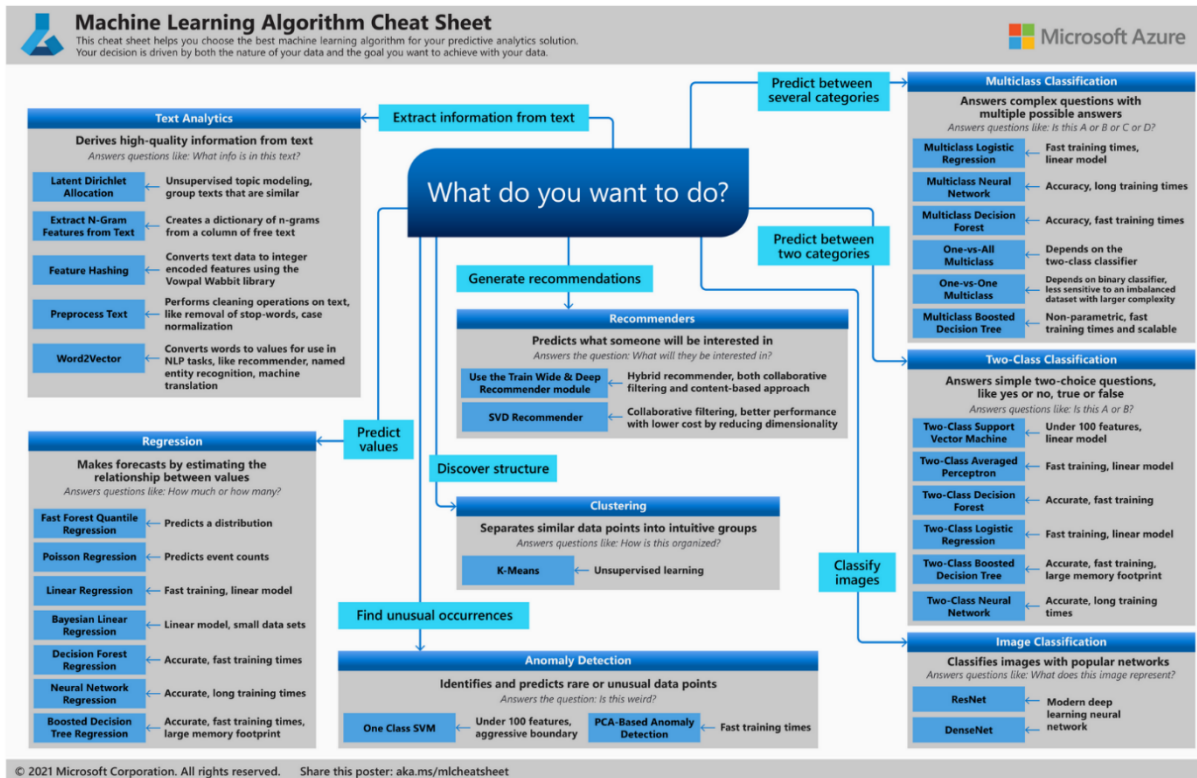 Machine Learning Algorithm Cheat Sheet
This cheat sheet helps you choose the best machine learning algorithm for your predictive analytics solution.
Your decision is driven by both the nature of your data and the goal you want to achieve with your data.
Microsoft Azure
What do you want to do?
Extract information from text
Text Analytics
Derives high-quality information from text
Answers questions like: What info is in this text?
Latent Dirichlet
Allocation
Unsupervised topic modeling,
group texts that are similar
Extract N-Gram
Features from Text
Creates a dictionary of n-grams
from a column of free text
Feature Hashing
Converts text data to integer
encoded features using the
Vowpal Wabbit library
Preprocess Text
Performs cleaning operations on text,
like removal of stop-words, case
normalization
Word2Vector
Converts words to values for use in
NLP tasks, like recommender, named
entity recognition, machine
translation
Predict
values
Regression
Makes forecasts by estimating the
relationship between values
Answers questions like: How much or how many?
Fast Forest Quantile
Regression
Predicts a distribution
Poisson Regression
Predicts event counts
Linear Regression
Fast training, linear model
Bayesian Linear
Regression
Linear model, small data sets
Decision Forest
Regression
Accurate, fast training times
Neural Network
Regression
Accurate, long training times
Boosted Decision
Tree Regression
Accurate, fast training times,
large memory footprint
Generate recommendations
Recommenders
Predicts what someone will be interested in
Answers the question: What will they be interested in?
Use the Train Wide & Deep
Recommender module
Hybrid recommender, both collaborative
filtering and content-based approach
SVD Recommender
Collaborative filtering, better performance
with lower cost by reducing dimensionality
Discover structure
Clustering
Separates similar data points into intuitive groups
Answers questions like: How is this organized?
K-Means
Unsupervised learning
Find unusual occurrences
Anomaly Detection
Identifies and predicts rare or unusual data points
Answers the question: Is this weird?
One Class SVM
Under 100 features,
aggressive boundary
PCA-Based Anomaly
Detection
Fast training times
Predict between
several categories
Multiclass Classification
Answers complex questions with
multiple possible answers
Answers questions like: Is this A or B or C or D?
Multiclass Logistic
Regression
Fast training times,
linear model
Multiclass Neural
Network
Accuracy, long training times
Multiclass Decision
Forest
Accuracy, fast training times
One-vs-All
Multiclass
Depends on the
two-class classifier
One-vs-One
Multiclass
Depends on binary classifier,
less sensitive to an imbalanced
dataset with larger complexity
Multiclass Boosted
Decision Tree
Non-parametric, fast
training times and scalable
Predict between
two categories
Two-Class Classification
Answers simple two-choice questions,
like yes or no, true or false
Answers questions like: Is this A or B?
Two-Class Support
Vector Machine
Under 100 features,
linear model
Two-Class Averaged
Perceptron
Fast training, linear model
Two-Class Decision
Forest
Accurate, fast training
Two-Class Logistic
Regression
Fast training, linear model
Two-Class Boosted
Decision Tree
Accurate, fast training,
large memory footprint
Two-Class Neural
Network
Accurate, long training
times
Classify
images
Image Classification
Classifies images with popular networks
Answers questions like: What does this image represent?
ResNet
DenseNet
Modern deep
learning neural
network
© 2021 Microsoft Corporation. All rights reserved. Share this poster: aka.ms/mlcheatsheet